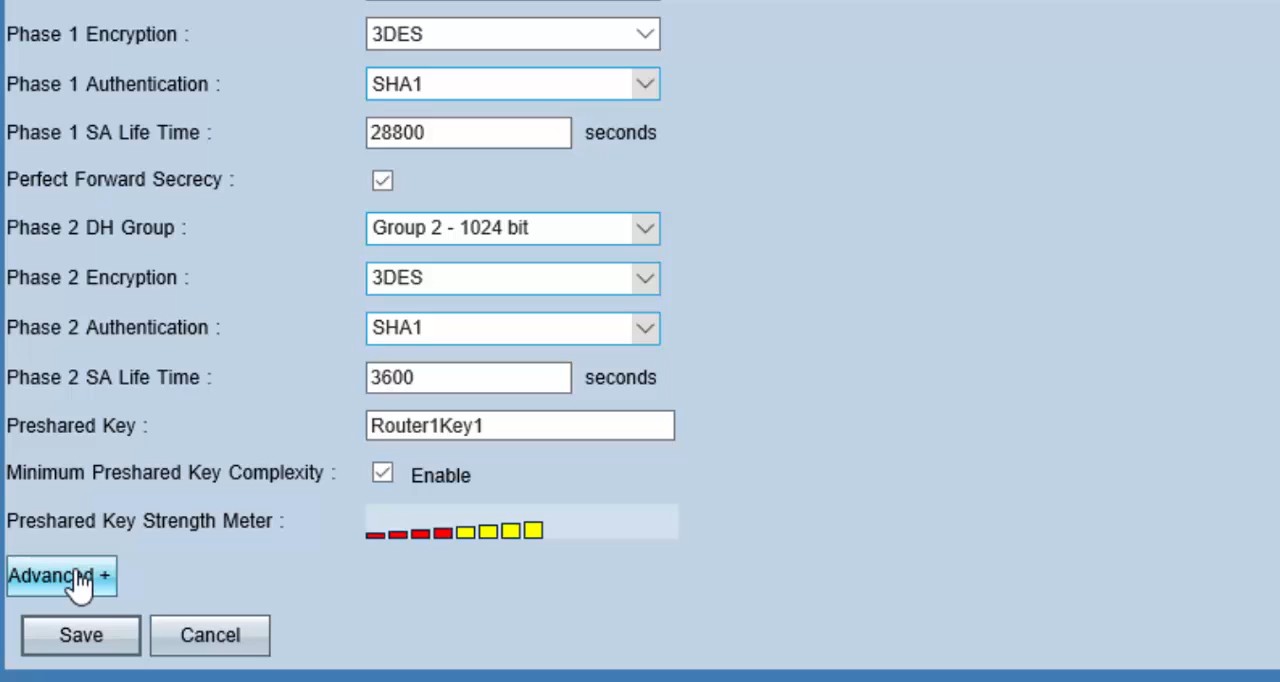 Phase 1 Encryption : 3DES
Phase 1 Authentication : SHA1
Phase 1 SA Life Time : 28800 seconds
Perfect Forward Secrecy :
Phase 2 DH Group : Group 2 - 1024 bit
Phase 2 Encryption : 3DES
Phase 2 Authentication : SHA1
Phase 2 SA Life Time : 3600 seconds
Preshared Key : Router1Key1
Minimum Preshared Key Complexity : Enable
Preshared Key Strength Meter :
Advanced +
Save Cancel